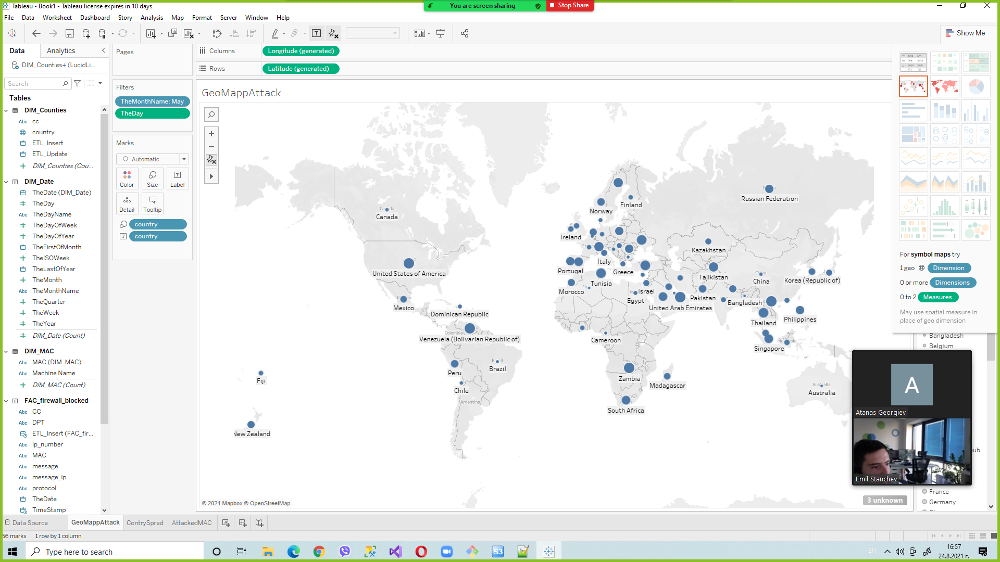 Tableau - Book1 - Tableau license expires in 10 days
You are screen sharing
Stop Share
File Data Worksheet Dashboard Story Analysis Map Format Server Window Help
Show Me
Data Analytics
DIM_Counties+ (LucidLi...
Search
Tables
DIM_Counties
Abc cc
country
ETL_Insert
ETL_Update
DIM_Counties (Cou...
DIM_Date
TheDate (DIM_Date)
TheDay
Abc TheDayName
TheDayOfWeek
TheDayOfYear
TheFirstOfMonth
TheISOWeek
TheLastOfYear
TheMonth
Abc TheMonthName
TheQuarter
TheWeek
TheYear
DIM_Date (Count)
DIM_MAC
Abc MAC (DIM_MAC)
Abc Machine Name
DIM_MAC (Count)
FAC_firewall_blocked
Abc CC
Abc DPT
ETL_Insert (FAC_fir...
Abc ip_number
Abc MAC
Abc message
Abc message_ip
Abc protocol
TheDate
TimeStamp
Pages
Filters
TheMonthName: May
TheDay
Marks
Automatic
Color Size Label
Detail Tooltip
country
country
Columns Longitude (generated)
Rows Latitude (generated)
GeoMappAttack
Canada
United States of America
Mexico
Dominican Republic
Colombia
Venezuela (Bolivarian Republic of)
Peru
Brazil
Chile
Argentina
Fiji
New Zealand
Norway
Finland
Russian Federation
Ireland
Italy
Kazakhstan
Portugal
Greece
Tunisia
Tajikistan
China
Korea (Republic of)
Morocco
Israel
Egypt
Pakistan
Bangladesh
United Arab Emirates
Thailand
Philippines
Cameroon
Singapore
Zambia
Madagascar
South Africa
Australia
© 2021 Mapbox © OpenStreetMap
3 unknown
For symbol maps try
1 geo Dimension
0 or more Dimensions
0 to 2 Measures
May use spatial measure in
place of geo dimension
Bangladesh
Belgium
A
Atanas Georgiev
Emil Stanchev
ub..
France
Germany
Data Source GeoMappAttack ContrySpred AttackedMAC
56 marks 1 row by 1 column
Type here to search
S3
EN
16:57
24.8.2021 г.